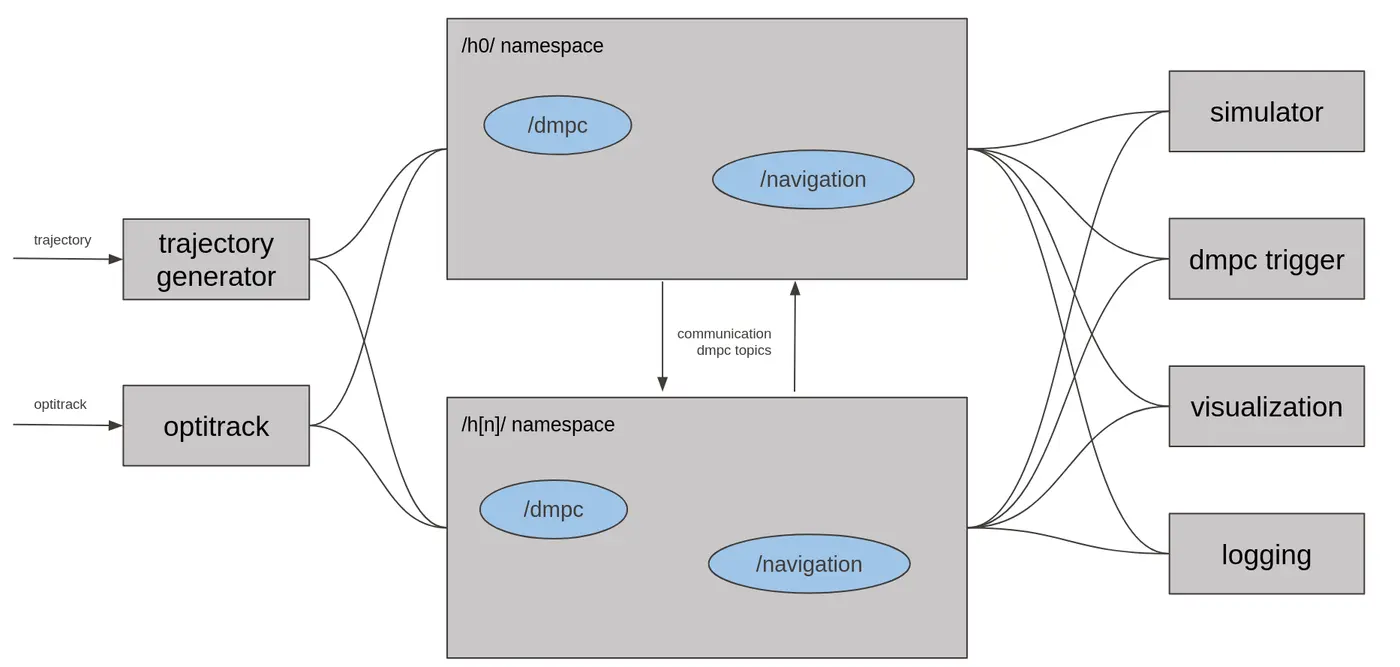 trajectory
trajectory
generator
optitrack
optitrack
/h0/ namespace
/dmpc
/navigation
communication
dmpc topics
/h[n]/ namespace
/dmpc
/navigation
simulator
dmpc trigger
visualization
logging